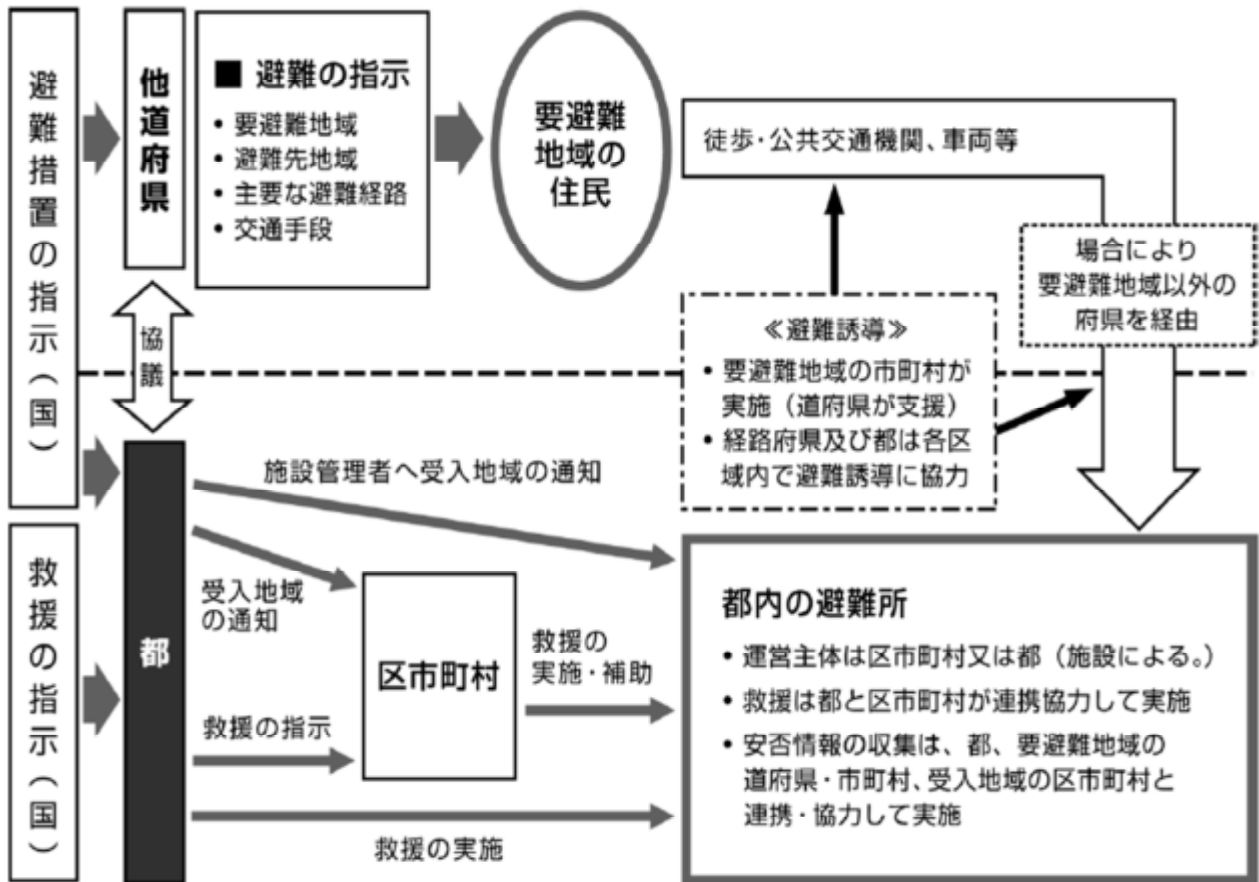 避難措置の指示（国）
他道府県
■ 避難の指示
• 要避難地域
• 避難先地域
• 主要な避難経路
• 交通手段
要避難
地域の
住民
徒歩・公共交通機関、車両等
場合により
要避難地域以外の
府県を経由
≪避難誘導≫
• 要避難地域の市町村が
実施（道府県が支援）
• 経路府県及び都は各区
域内で避難誘導に協力
協議
救援の指示（国）
都
施設管理者へ受入地域の通知
受入地域
の通知
区市町村
救援の
実施・補助
救援の指示
救援の実施
都内の避難所
• 運営主体は区市町村又は都（施設による。）
• 救援は都と区市町村が連携協力して実施
• 安否情報の収集は、都、要避難地域の
道府県・市町村、受入地域の区市町村と
連携・協力して実施